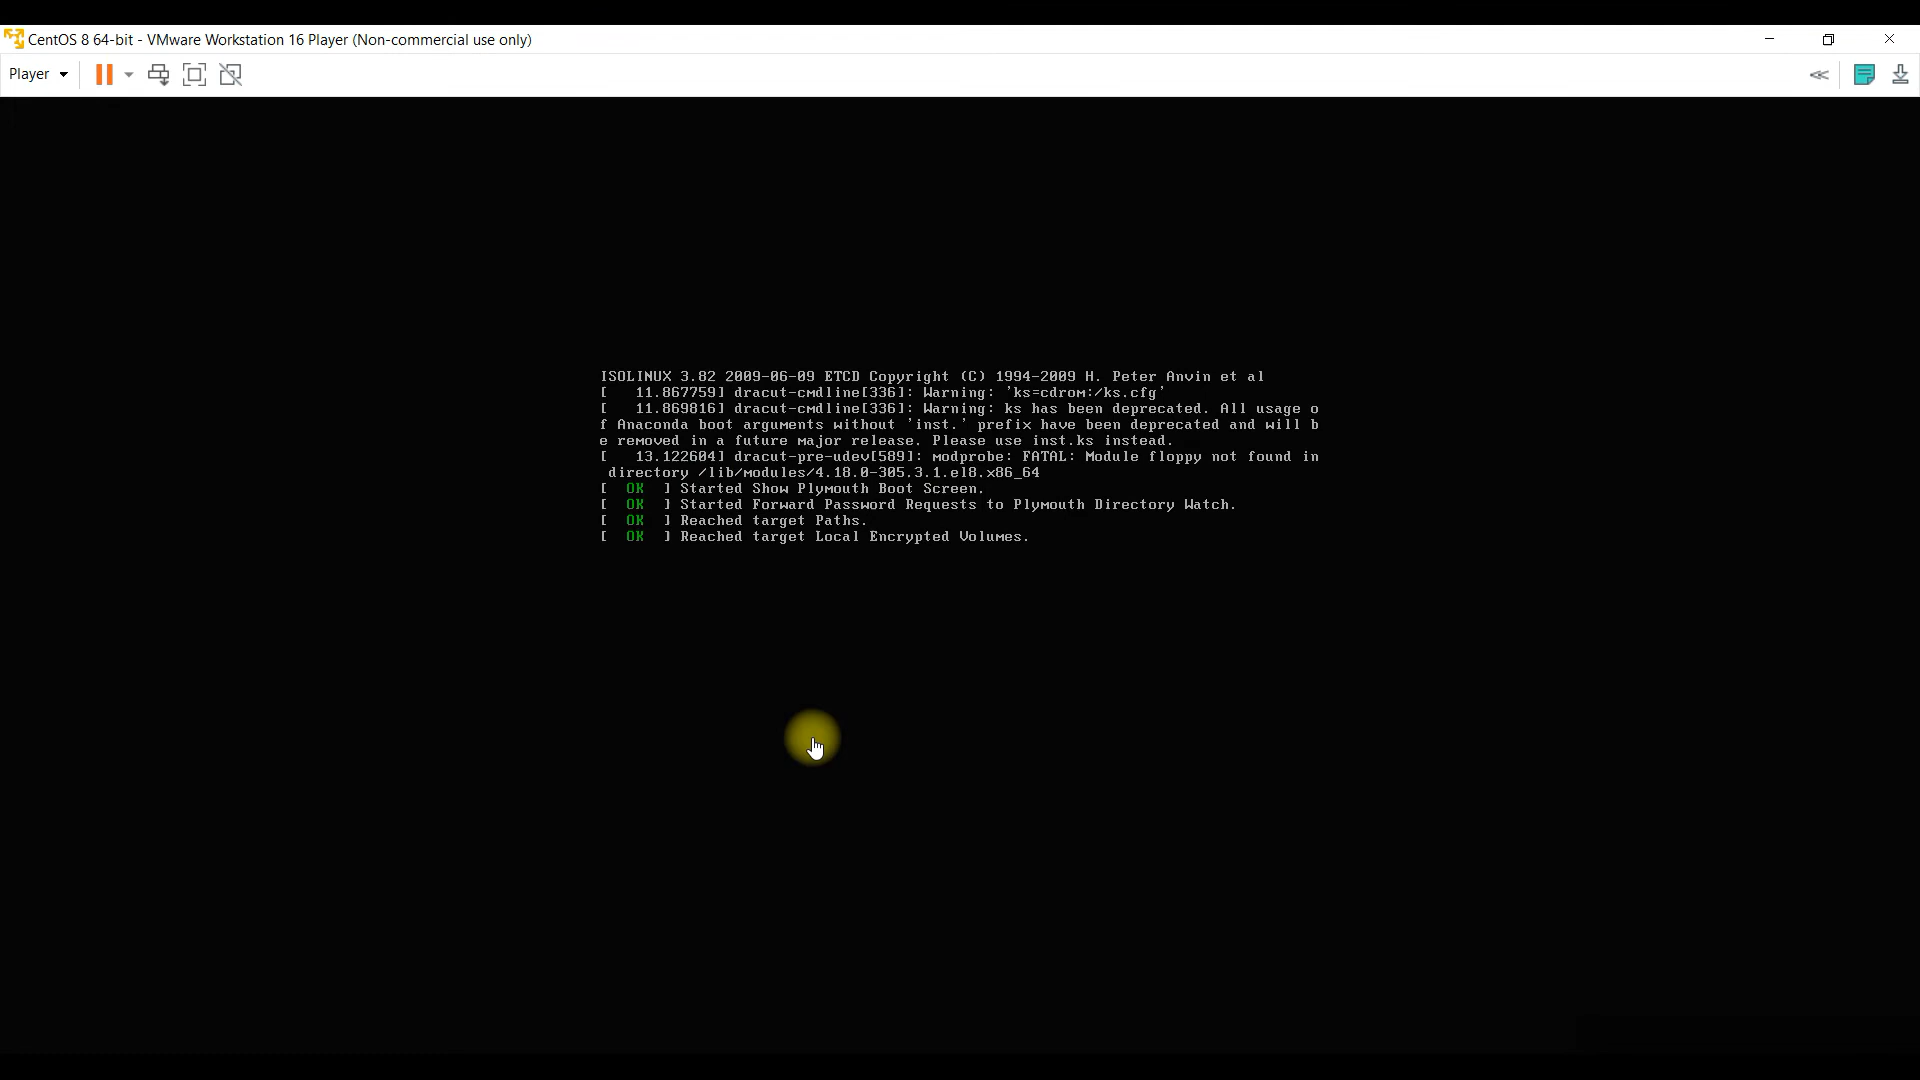 CentOS 8 64-bit - VMware Workstation 16 Player (Non-commercial use only)
Player
ISOLINUX 3.82 2009-06-09 ETCD Copyright (C) 1994-2009 H. Peter Anvin et al
[   11.867759] dracut-cmdline[336]: Warning: 'ks=cdrom:/ks.cfg'
[   11.869816] dracut-cmdline[336]: Warning: ks has been deprecated. All usage o
f Anaconda boot arguments without 'inst.' prefix have been deprecated and will b
e removed in a future major release. Please use inst.ks instead.
[   13.122604] dracut-pre-udev[589]: modprobe: FATAL: Module floppy not found in
directory /lib/modules/4.18.0-305.3.1.el8.x86_64
[  OK  ] Started Show Plymouth Boot Screen.
[  OK  ] Started Forward Password Requests to Plymouth Directory Watch.
[  OK  ] Reached target Paths.
[  OK  ] Reached target Local Encrypted Volumes.